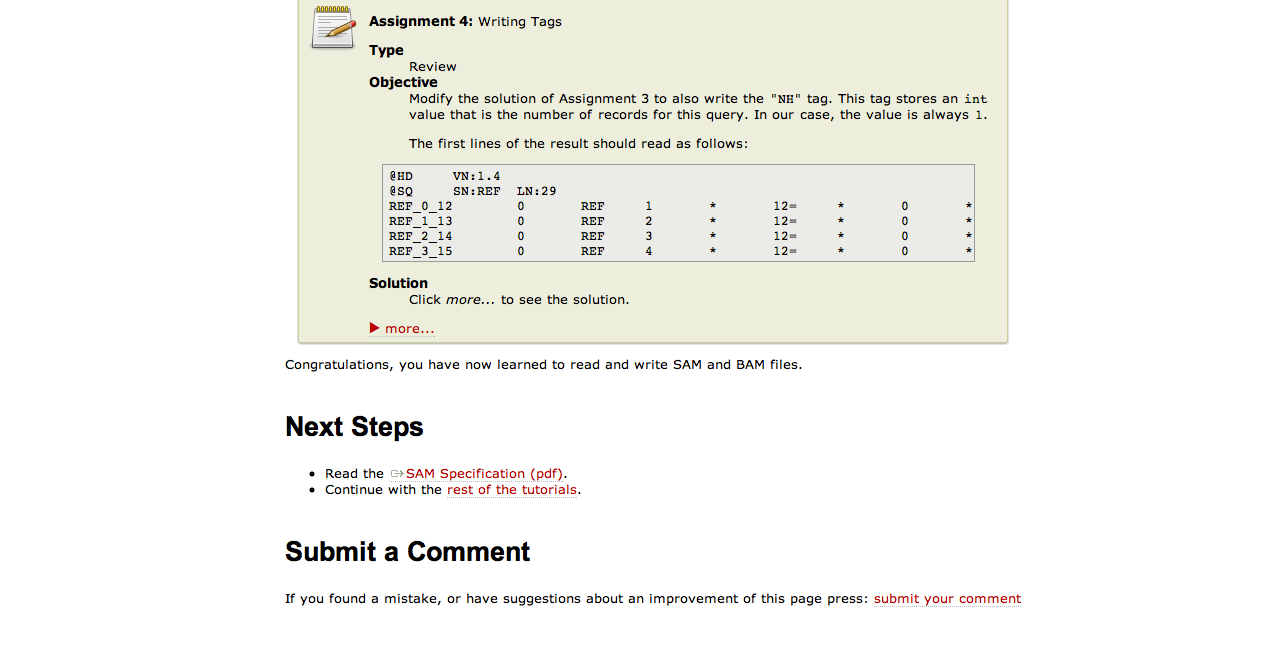 Assignment 4: Writing Tags
Type
Review
Objective
Modify the solution of Assignment 3 to also write the "NH" tag. This tag stores an int
value that is the number of records for this query. In our case, the value is always 1.
The first lines of the result should read as follows:
@HD VN:1.4
@SQ SN:REF LN:29
REF_0_12 0 REF 1 * 12= * 0 *
REF_1_13 0 REF 2 * 12= * 0 *
REF_2_14 0 REF 3 * 12= * 0 *
REF_3_15 0 REF 4 * 12= * 0 *
Solution
Click more... to see the solution.
more...
Congratulations, you have now learned to read and write SAM and BAM files.
Next Steps
• Read the SAM Specification (pdf).
• Continue with the rest of the tutorials.
Submit a Comment
If you found a mistake, or have suggestions about an improvement of this page press: submit your comment